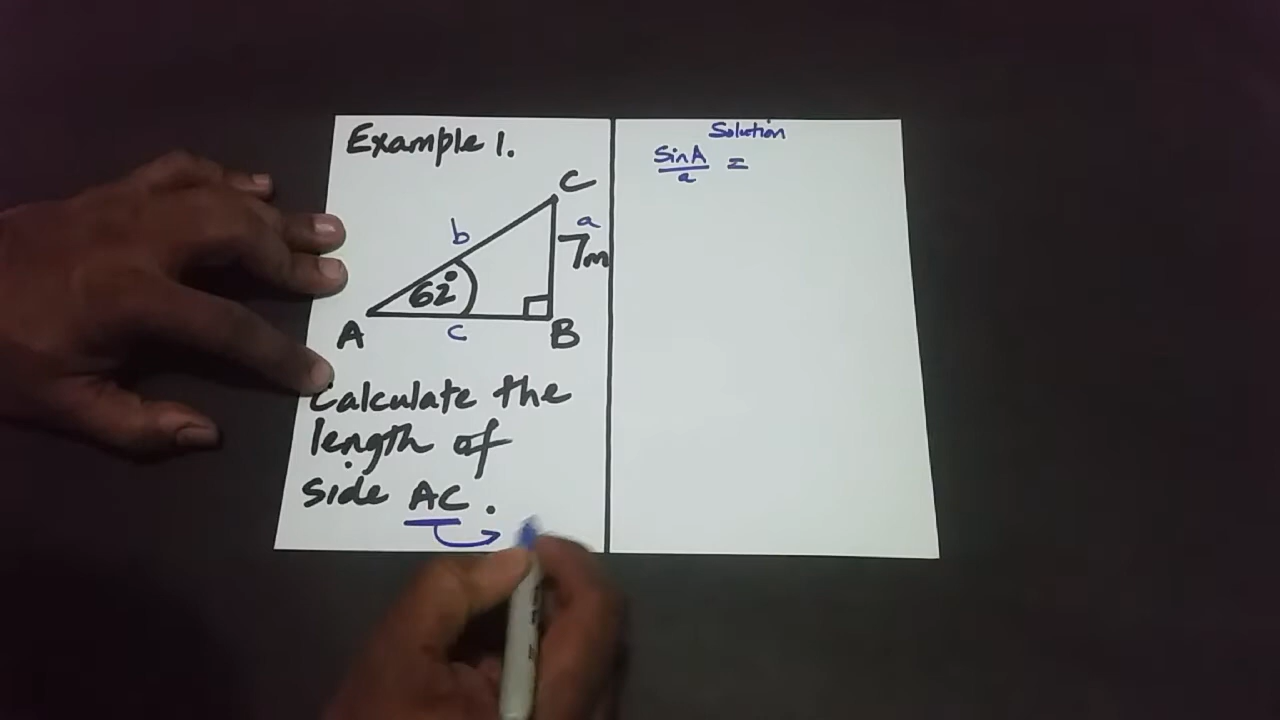 Example 1.
C
b
a
7m
62°
A
c
B
Calculate the
length of
side AC.
Solution
SinA
a
=